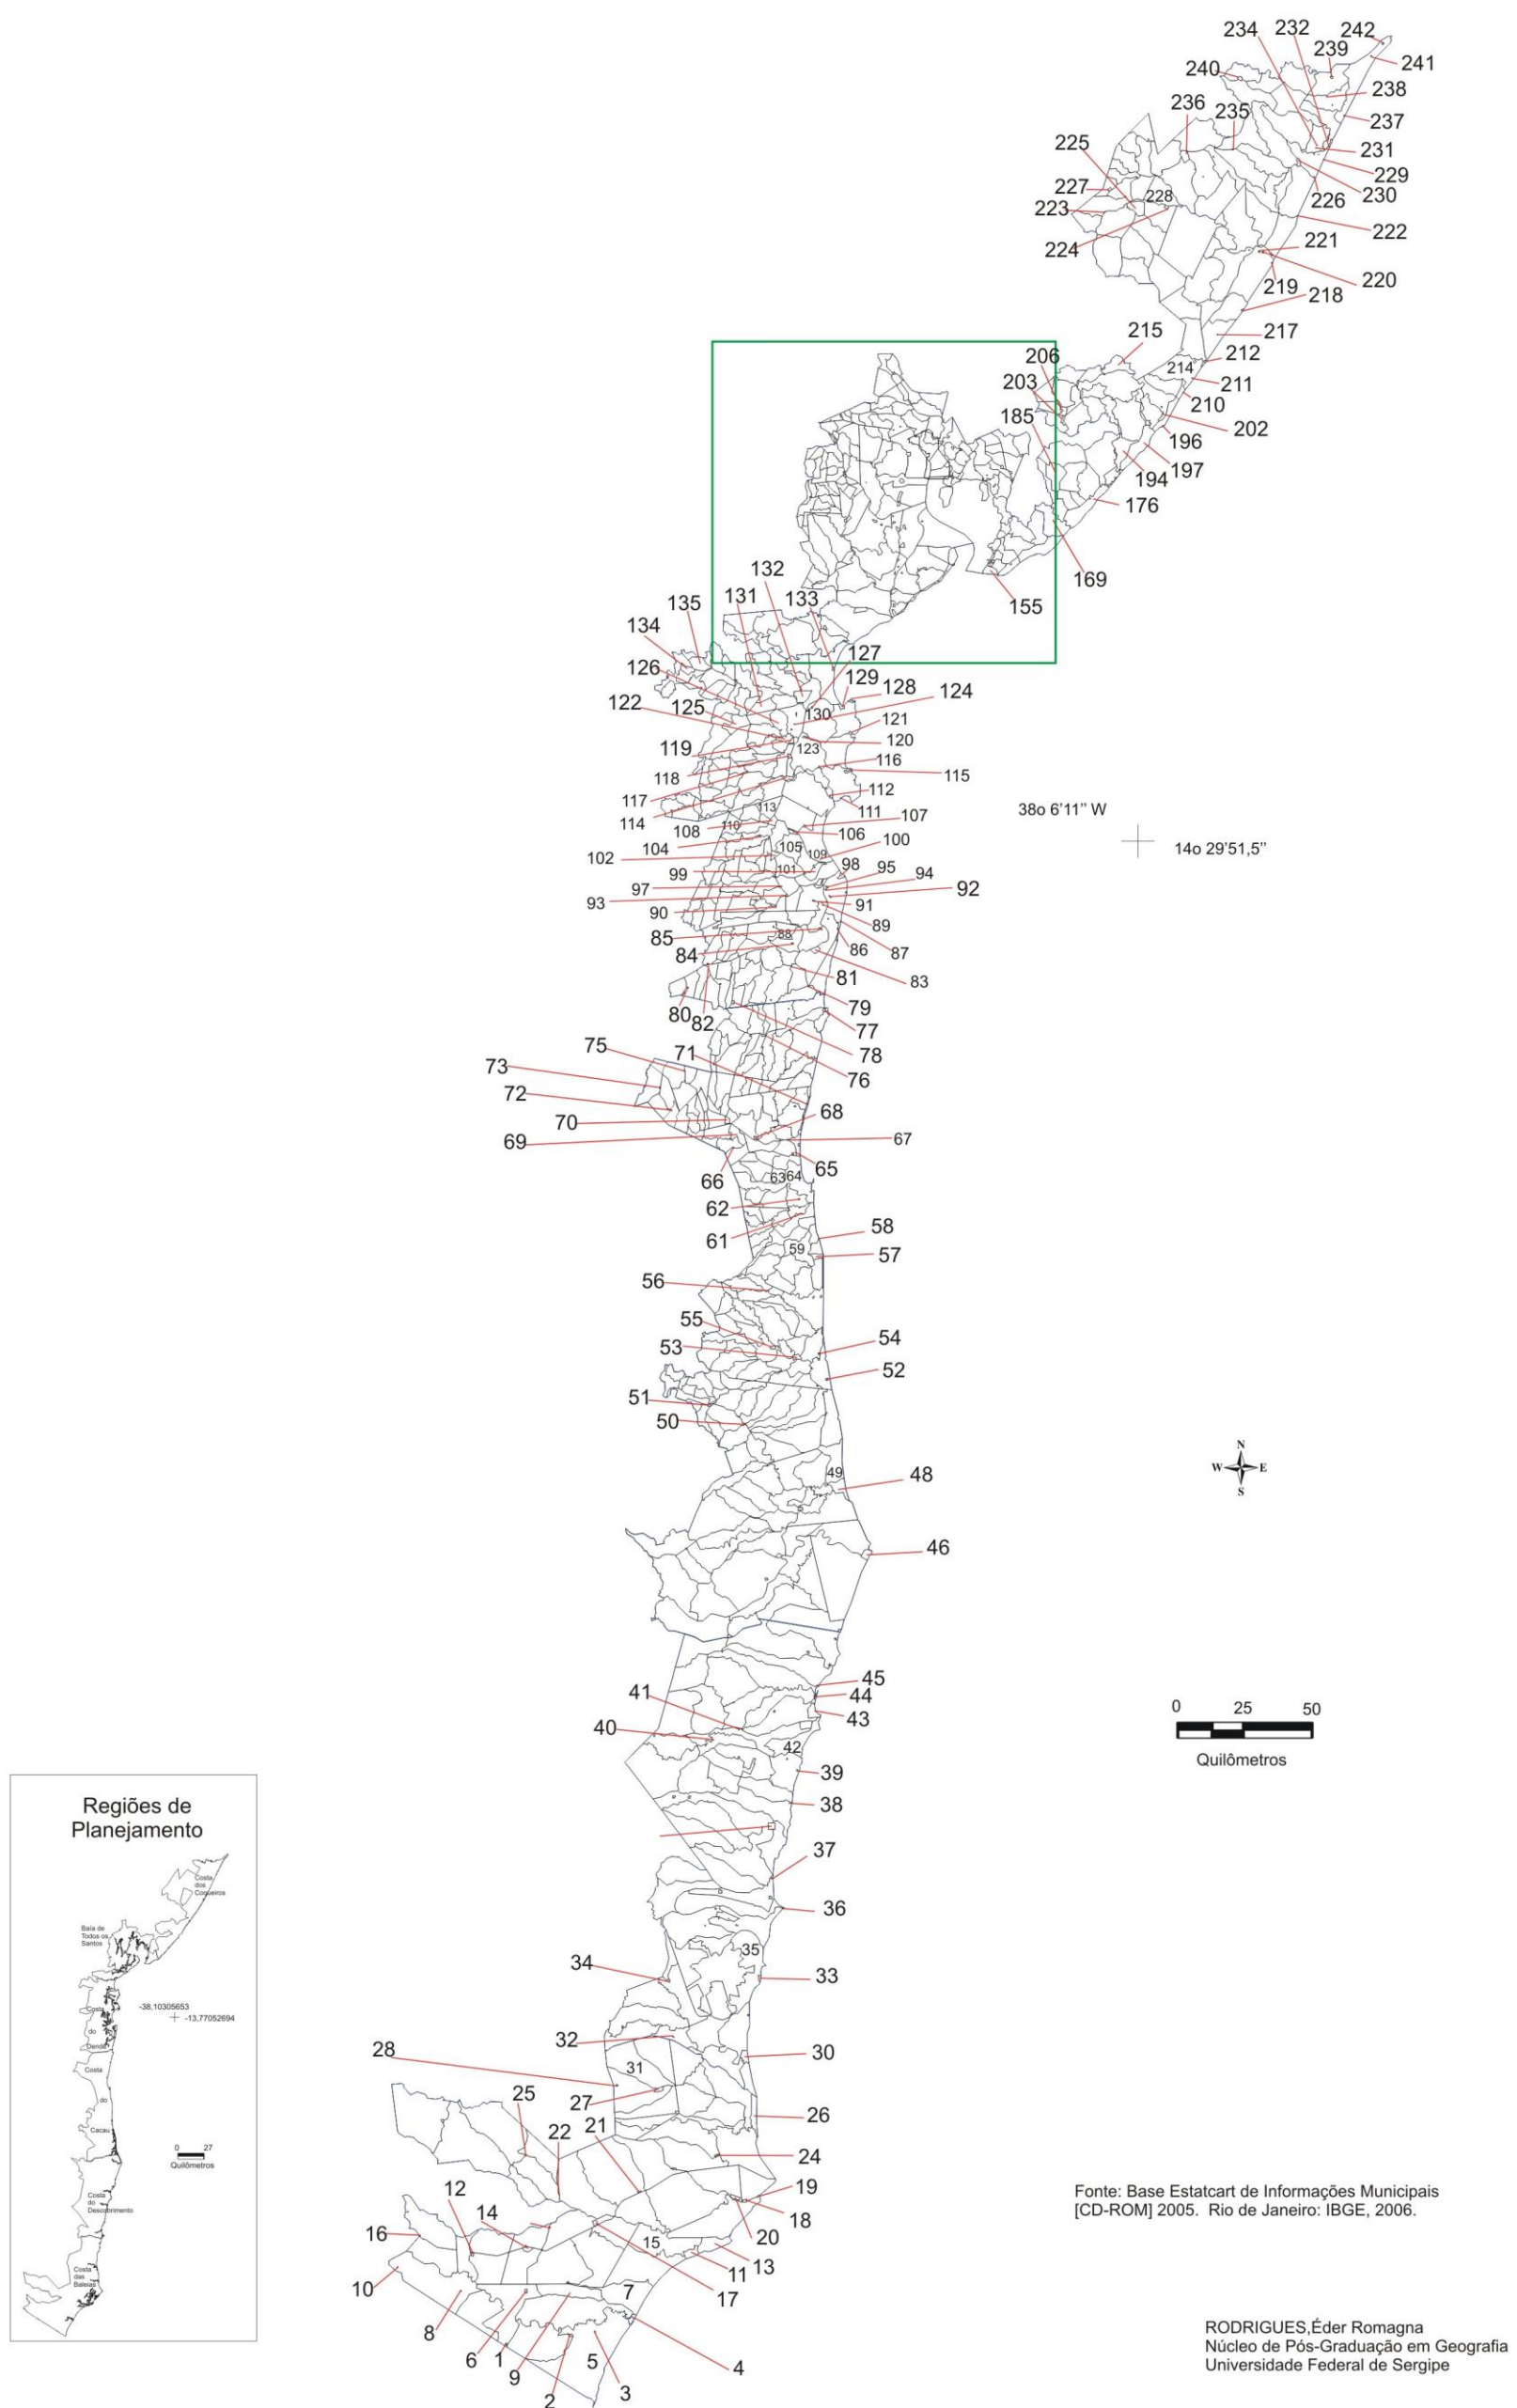 234 232 242
239
240 241
238
236 235
237
225 231
229
227 228 226 230
223 222
224 221
220
219
218
215 217
206 212
214
203 211
210
185 202
196
194 197
176
132 169
131 133 155
135
134
127
126 129 128
124
122 125 130
121
119 120
123
118 116
115
117 112
114 113 111
107
108 110 106
104 100
102 105 109
99 101 98 95
94
97 92
93 91
90 89
85 88
86 87
84
81 83
80 79
82 77
75 71 78
73 76
72
70 68
69 67
65
66 63 64
62
61 58
59 57
56
55
54
53
52
51
50
49 48
46
45
41 44
43
40
42
39
38
37
36
35
34 33
32
30
28 31
25 27
26
22 21
24
12 19
14 18
16 15 20
13
11
10 17
7
8
6 1 5
9 4
2 3
38o 6'11'' W
14o 29'51,5''
N
W E
S
0 25 50
Quilômetros
Regiões de
Planejamento
Costa
dos
Coqueiros
Baía de
Todos os
Santos
-38,10305653
-13,77052694
Costa
do
Dendê
Costa
do
Cacau
0 27
Quilômetros
Costa
do
Descobrimento
Costa
das
Baleias
Fonte: Base Estatcart de Informações Municipais
[CD-ROM] 2005. Rio de Janeiro: IBGE, 2006.
RODRIGUES,Éder Romagna
Núcleo de Pós-Graduação em Geografia
Universidade Federal de Sergipe